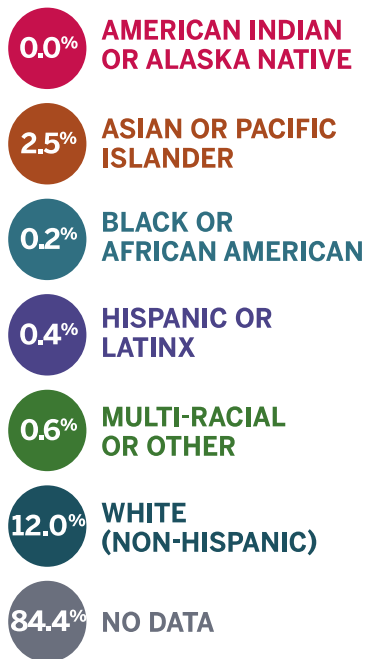 0.0%
AMERICAN INDIAN
OR ALASKA NATIVE
2.5%
ASIAN OR PACIFIC
ISLANDER
0.2%
BLACK OR
AFRICAN AMERICAN
0.4%
HISPANIC OR
LATINX
0.6%
MULTI-RACIAL
OR OTHER
12.0%
WHITE
(NON-HISPANIC)
84.4%
NO DATA